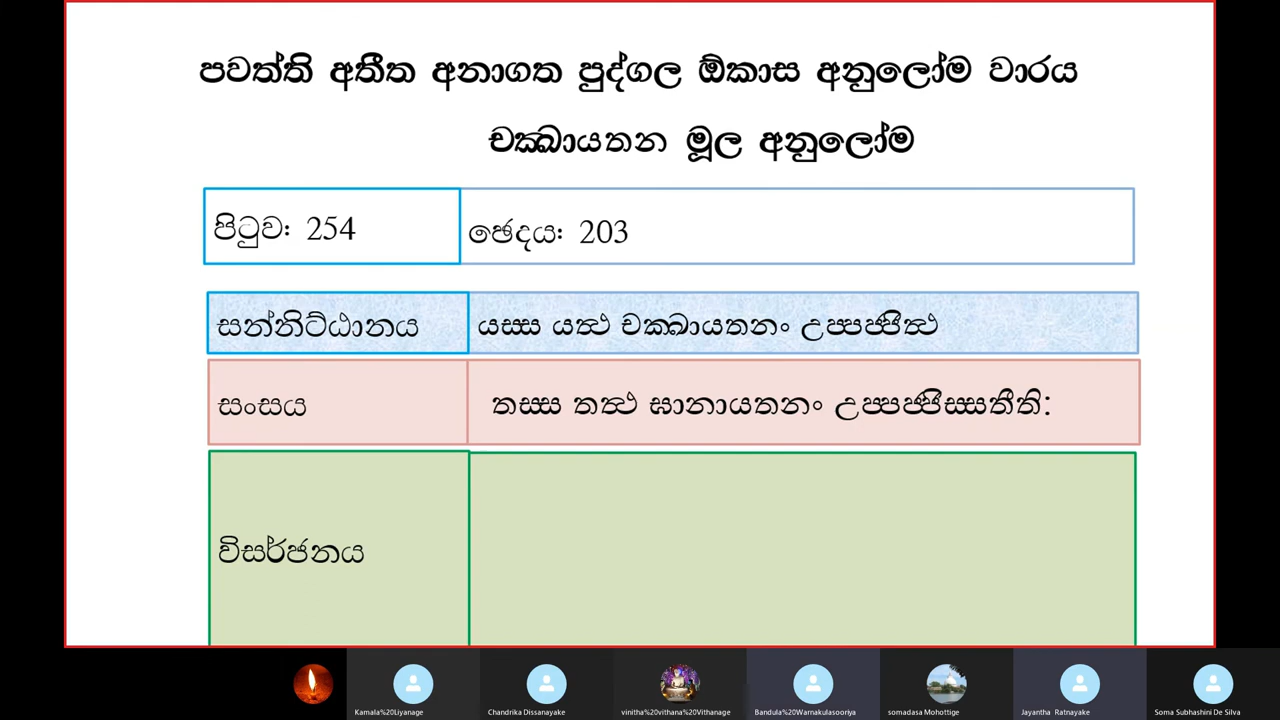 පවත්ති අතීත අනාගත පුද්ගල ඕකාස අනුලෝම වාරය
චක්‍ඛායතන මූල අනුලෝම
පිටුව: 254 ඡේදය: 203
සන්නිට්ඨානය යස්‍ස යත්‍ථ චක්‍ඛායතනං උප්‍පජ්‍ජිත්‍ථ
සංසය තස්‍ස තත්‍ථ ඝානායතනං උප්‍පජ්‍ජිස්‍සතීති:
විසර්ජනය
Kamala%20Liyanage Chandrika Dissanayake vinitha%20vithana%20Vithanage Bandula%20Warnakulasooriya somadasa Mohottige Jayantha Ratnayake Soma Subhashini De Silva